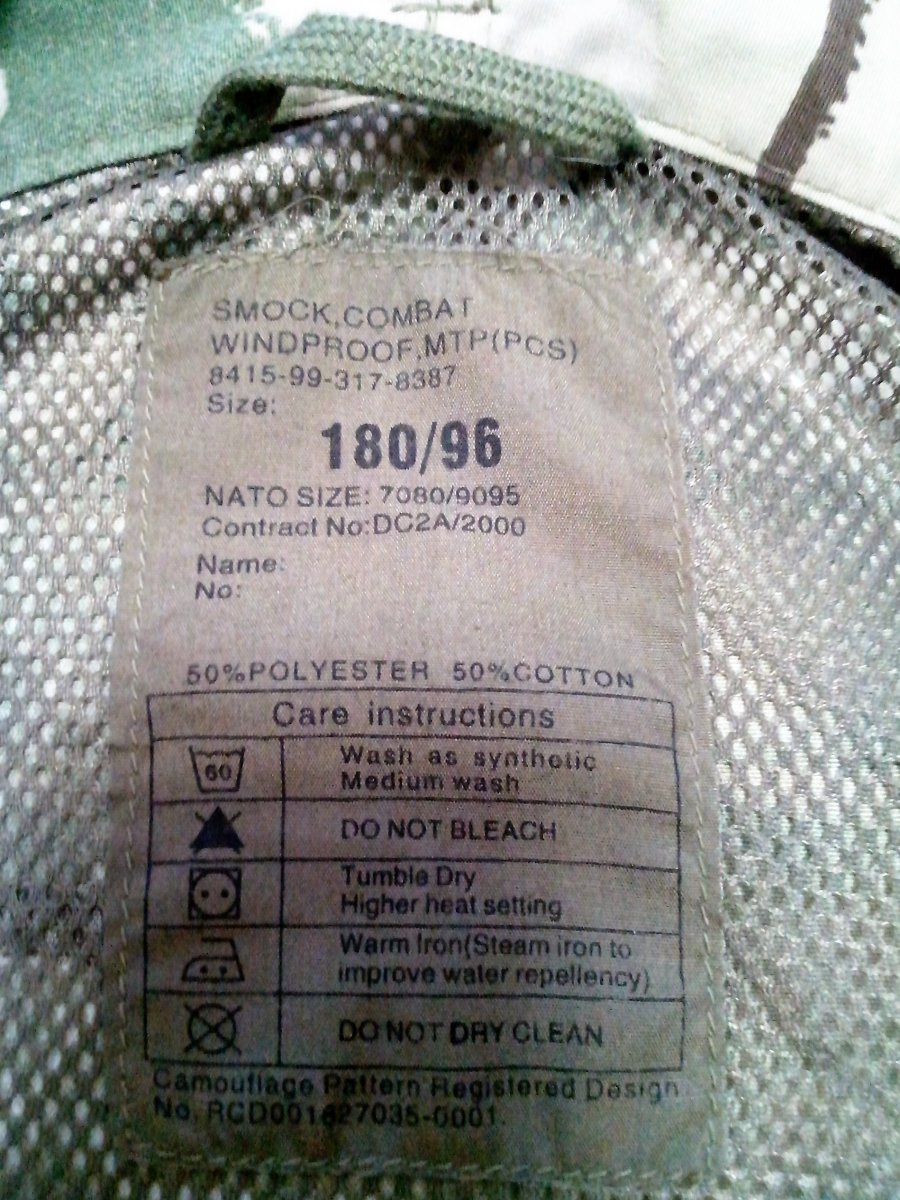 SMOCK,COMBAT
WINDPROOF,MTP(PCS)
8415-99-317-8387
Size:
180/96
NATO SIZE: 7080/9095
Contract No:DC2A/2000
Name:
No:
50%POLYESTER 50%COTTON
Care instructions
60 Wash as synthetic
Medium wash
DO NOT BLEACH
Tumble Dry
Higher heat setting
Warm Iron(Steam iron to
improve water repellency)
DO NOT DRY CLEAN
Camouflage Pattern Registered Design
No. RCD001627035-0001.